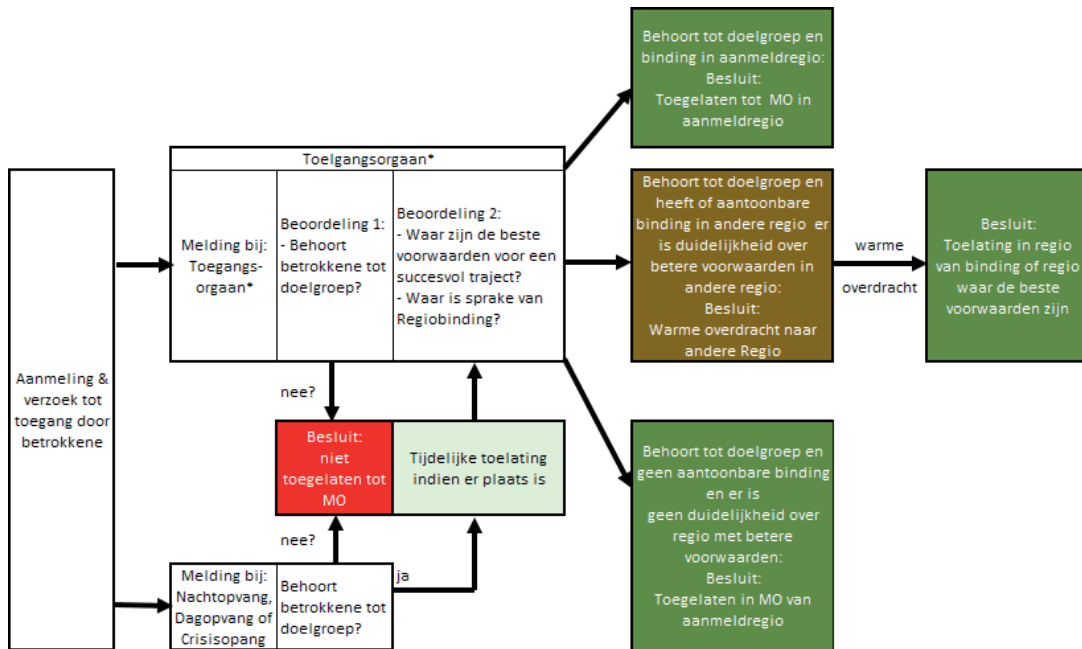 Aanmeling &
verzoek tot
toegang door
betrokkene
Toelgangsorgaan*
Melding bij:
Toegangs-
orgaan*
Beoordeling 1:
- Behoort
betrokkene tot
doelgroep?
Beoordeling 2:
- Waar zijn de beste
voorwaarden voor een
succesvol traject?
- Waar is sprake van
Regiobinding?
nee?
Besluit:
niet
toegelaten tot
MO
Tijdelijke toelating
indien er plaats is
nee?
ja
Melding bij:
Nachtopvang,
Dagopvang of
Crisisopang
Behoort
betrokkene tot
doelgroep?
Behoort tot doelgroep en
binding in aanmeldregio:
Besluit:
Toegelaten tot MO in
aanmeldregio
Behoort tot doelgroep en
heeft of aantoonbare
binding in andere regio er
is duidelijkheid over
betere voorwaarden in
andere regio:
Besluit:
Warme overdracht naar
andere Regio
warme
overdracht
Besluit:
Toelating in regio
van binding of regio
waar de beste
voorwaarden zijn
Behoort tot doelgroep en
geen aantoonbare binding
en er is
geen duidelijkheid over
regio met betere
voorwaarden:
Besluit:
Toegelaten in MO van
aanmeldregio